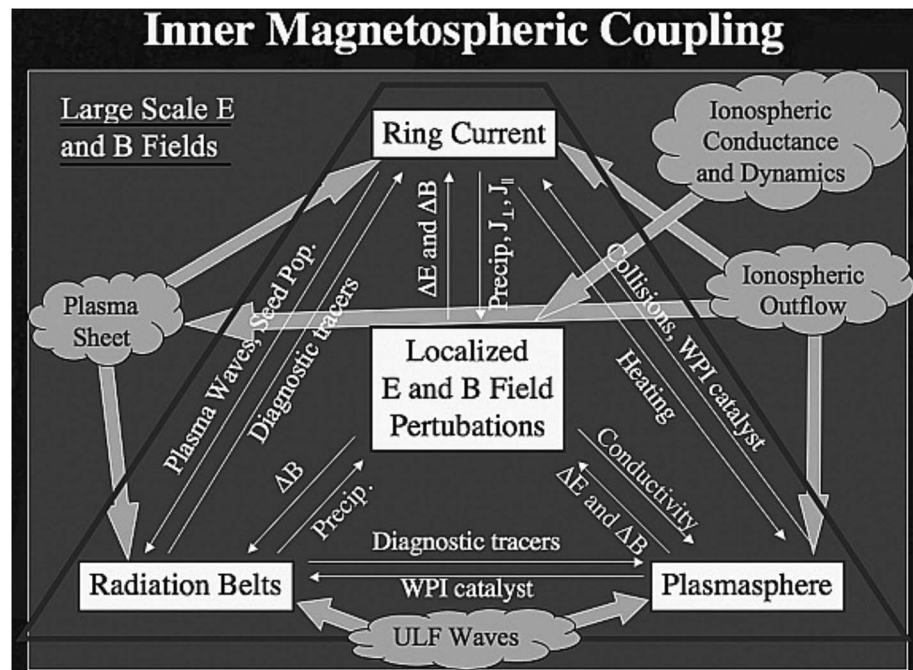 Inner Magnetospheric Coupling
Large Scale E
and B Fields
Ring Current
Ionospheric
Conductance
and Dynamics
Plasma
Sheet
Ionospheric
Outflow
Plasma Waves, Seed Pop.
Diagnostic tracers
ΔE and ΔB
Precip, J⊥, J||
Collisions, WPI catalyst
Heating
Localized
E and B Field
Pertubations
ΔB
Precip.
Conductivity
ΔE and ΔB
Diagnostic tracers
WPI catalyst
Radiation Belts
Plasmasphere
ULF Waves